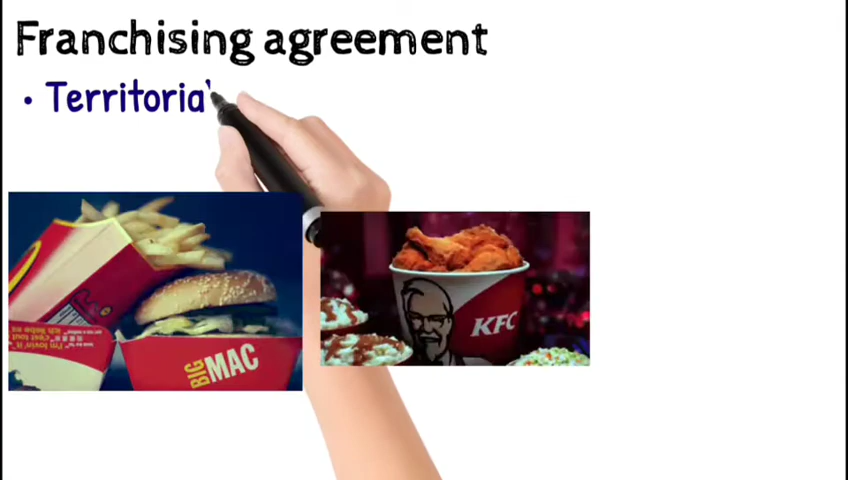 Franchising agreement
• Territoria
BIG
MAC
KFC